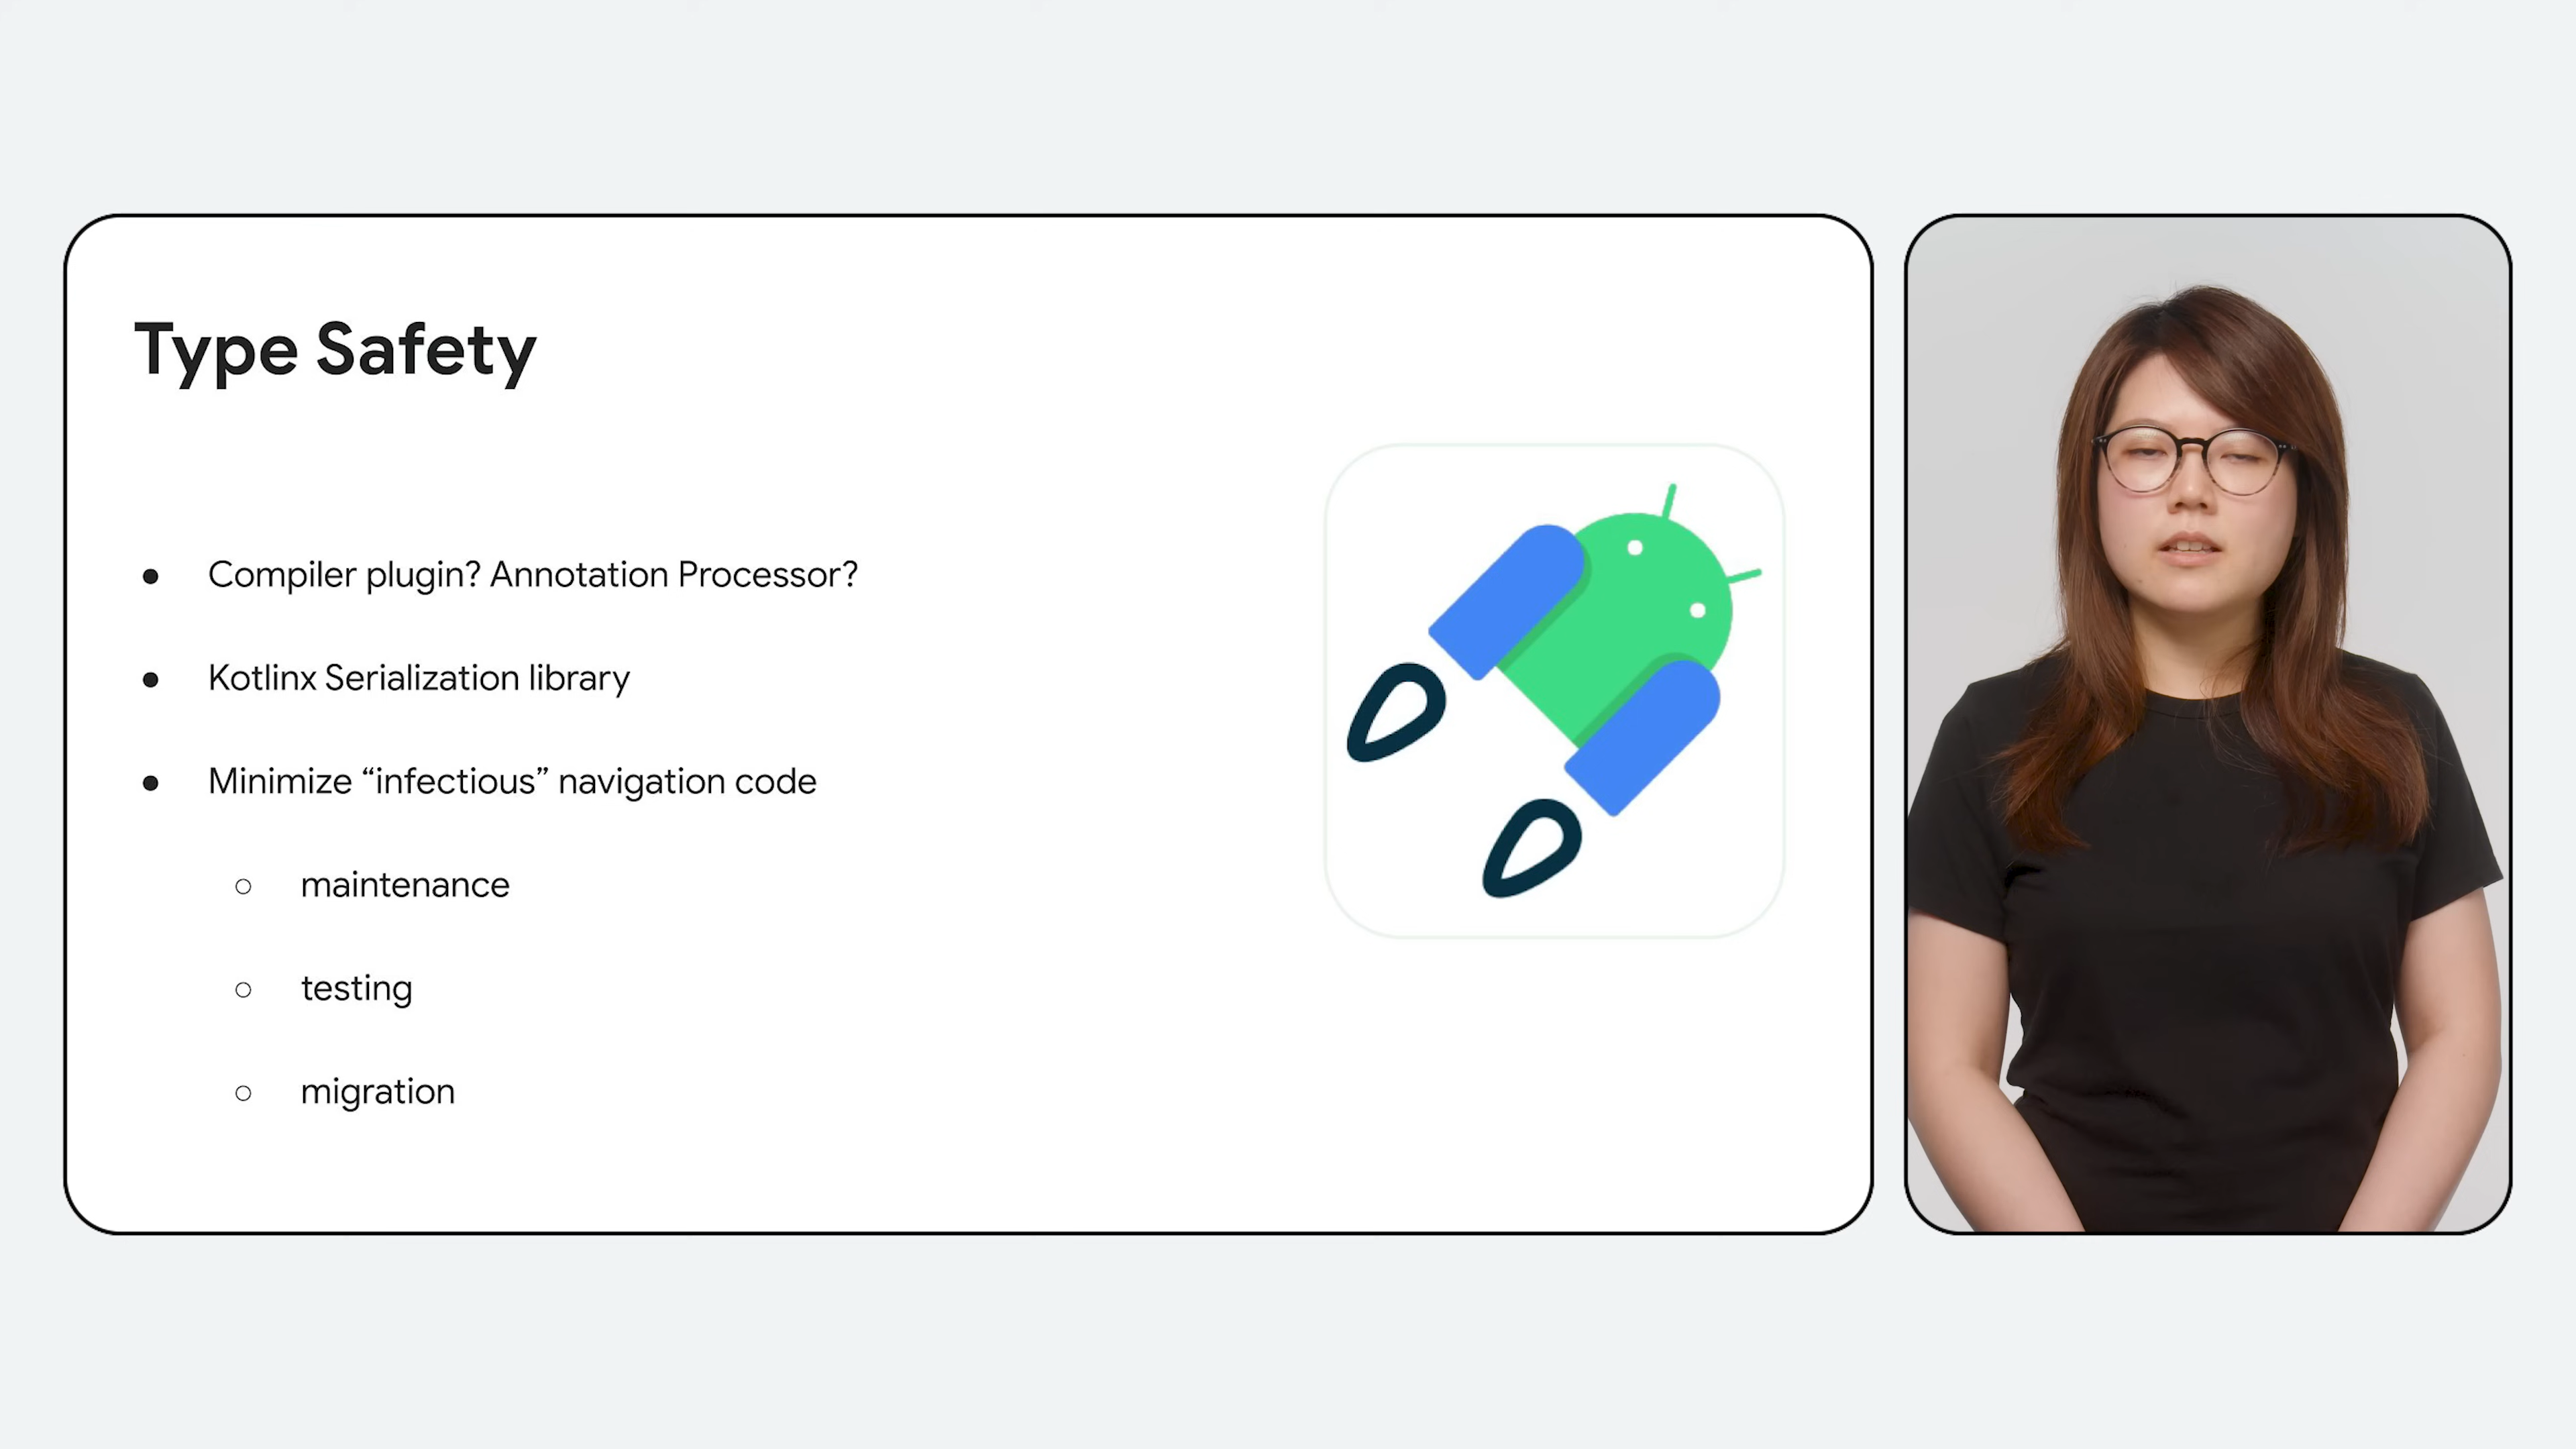 Type Safety
Compiler plugin? Annotation Processor?
Kotlinx Serialization library
Minimize “infectious” navigation code
maintenance
testing
migration